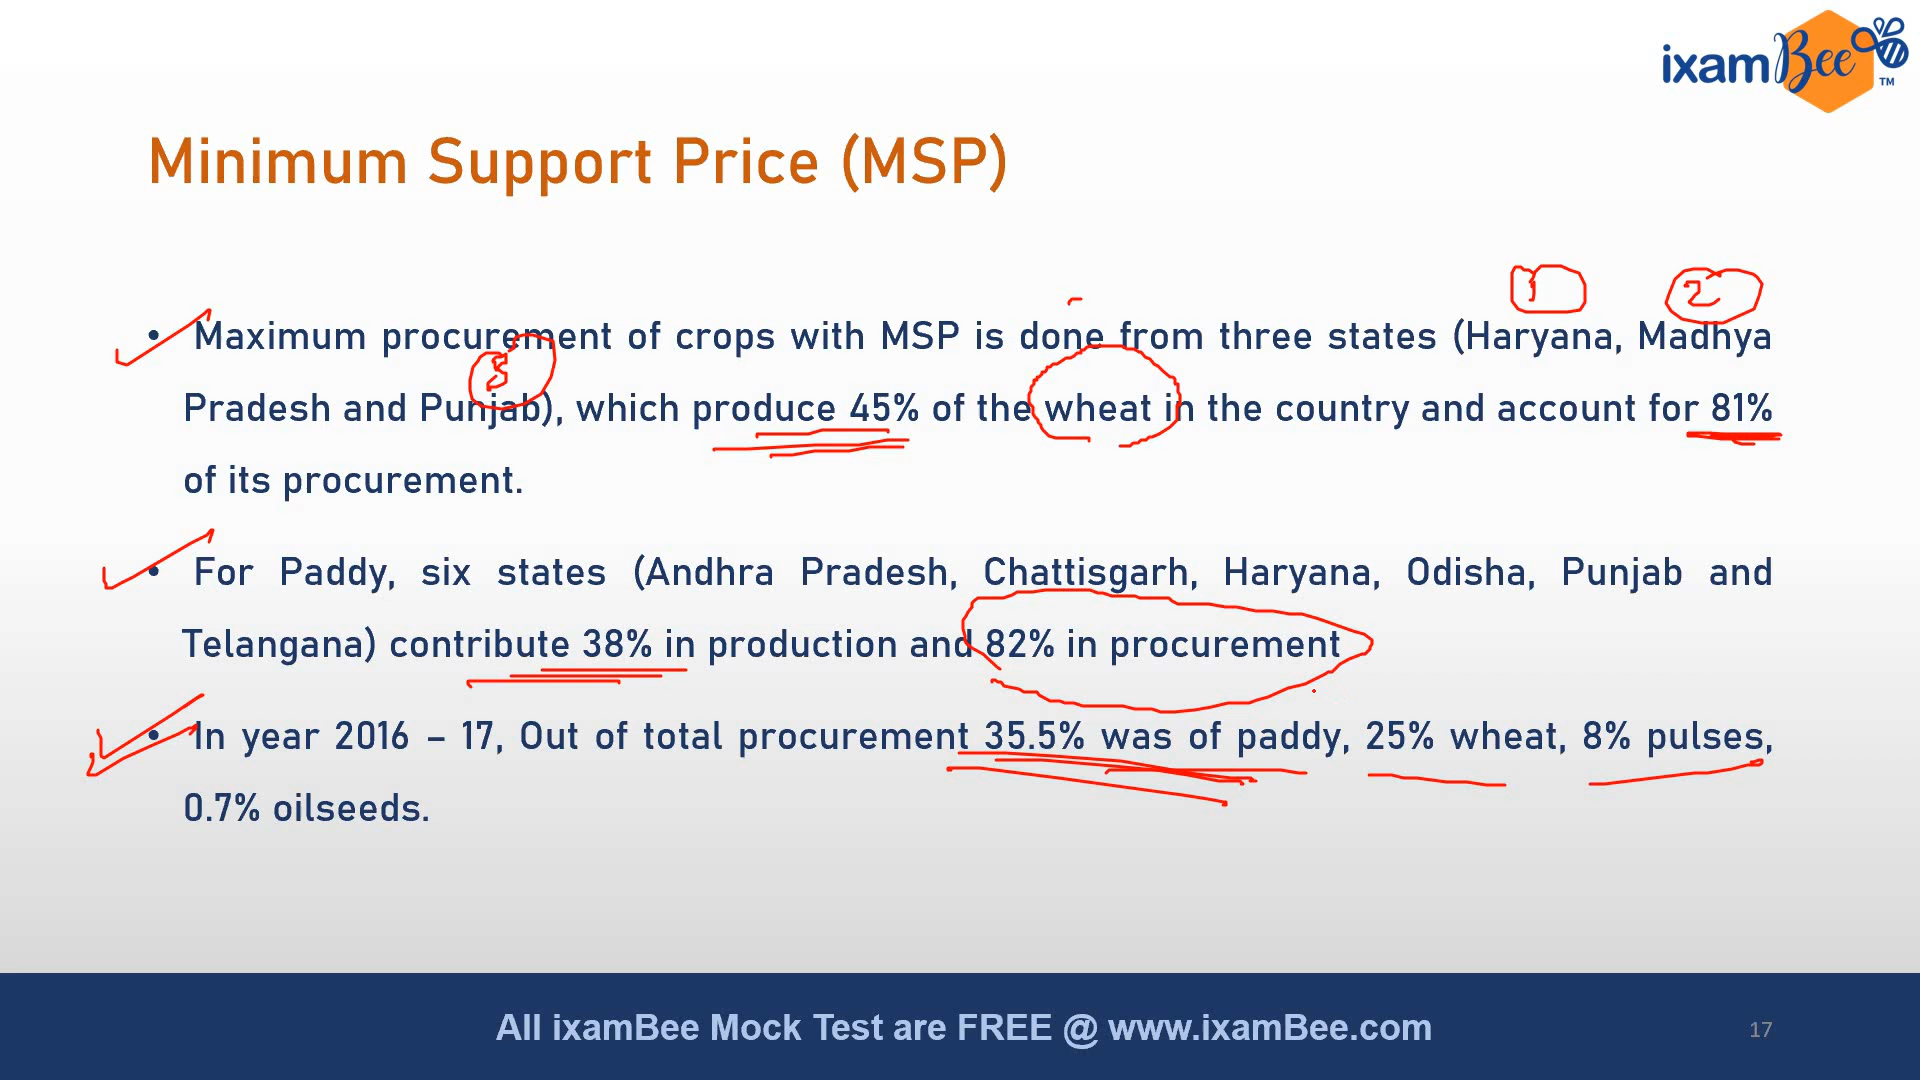 ixamBee TM
Minimum Support Price (MSP)
1 2
• Maximum procurement of crops with MSP is done from three states (Haryana, Madhya
3
Pradesh and Punjab), which produce 45% of the wheat in the country and account for 81%
of its procurement.
• For Paddy, six states (Andhra Pradesh, Chattisgarh, Haryana, Odisha, Punjab and
Telangana) contribute 38% in production and 82% in procurement
• In year 2016 – 17, Out of total procurement 35.5% was of paddy, 25% wheat, 8% pulses,
0.7% oilseeds.
All ixamBee Mock Test are FREE @ www.ixamBee.com
17